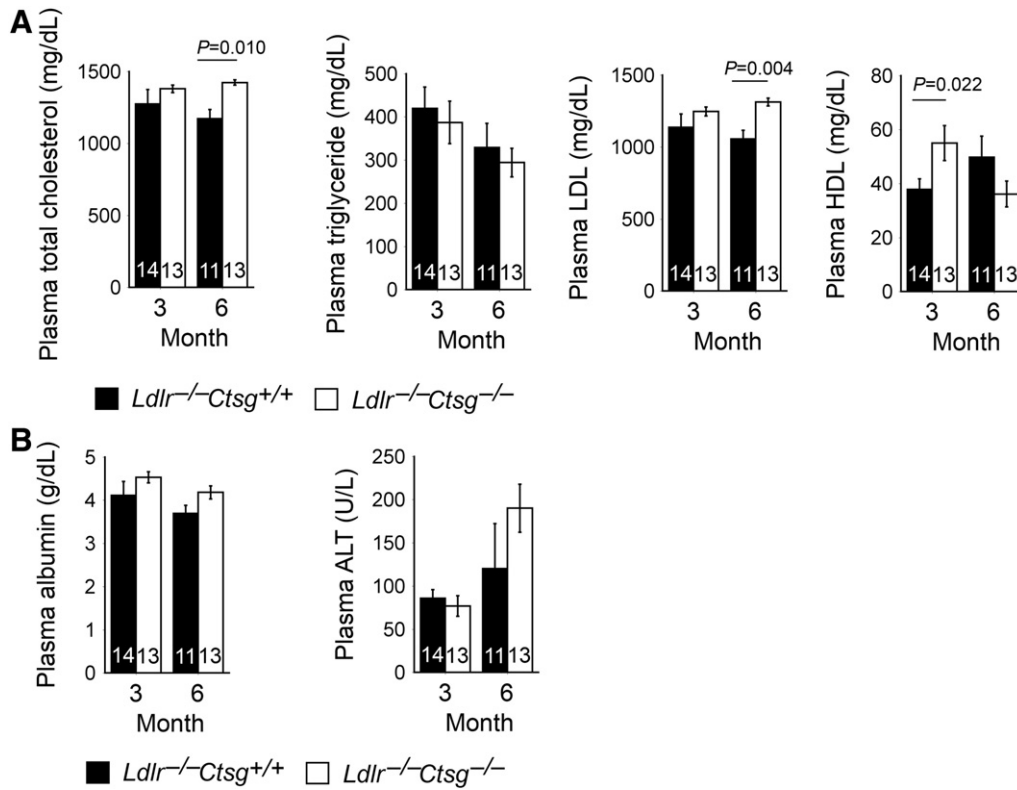 A
Plasma total cholesterol (mg/dL)
1500
1000
500
0
P=0.010
14 13 11 13
3 6
Month
Plasma triglyceride (mg/dL)
500
400
300
200
100
0
14 13 11 13
3 6
Month
Plasma LDL (mg/dL)
1500
1000
500
0
P=0.004
14 13 11 13
3 6
Month
Plasma HDL (mg/dL)
80
60
40
20
0
P=0.022
14 13 11 13
3 6
Month
Ldlr–/–Ctsg+/+ Ldlr–/–Ctsg–/–
B
Plasma albumin (g/dL)
5
4
3
2
1
0
14 13 11 13
3 6
Month
Plasma ALT (U/L)
250
200
150
100
50
0
14 13 11 13
3 6
Month
Ldlr–/–Ctsg+/+ Ldlr–/–Ctsg–/–